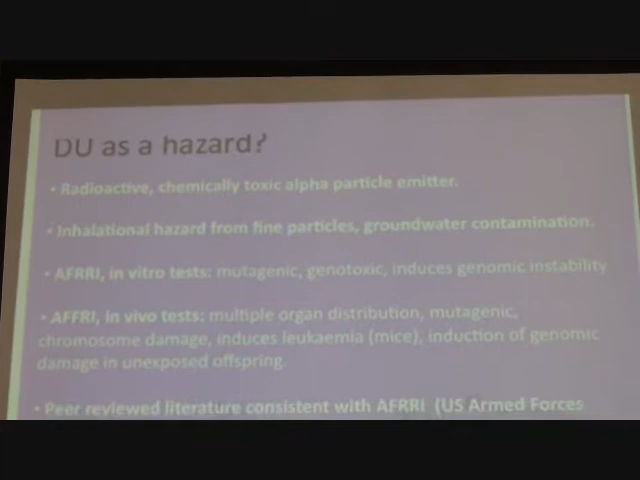 DU as a hazard?
• Radioactive, chemically toxic alpha particle emitter.
• Inhalational hazard from fine particles, groundwater contamination.
• AFRRI, in vitro tests: mutagenic, genotoxic, induces genomic instability
• AFFRI, in vivo tests: multiple organ distribution, mutagenic,
chromosome damage, induces leukaemia (mice), induction of genomic
damage in unexposed offspring.
• Peer reviewed literature consistent with AFRRI (US Armed Forces